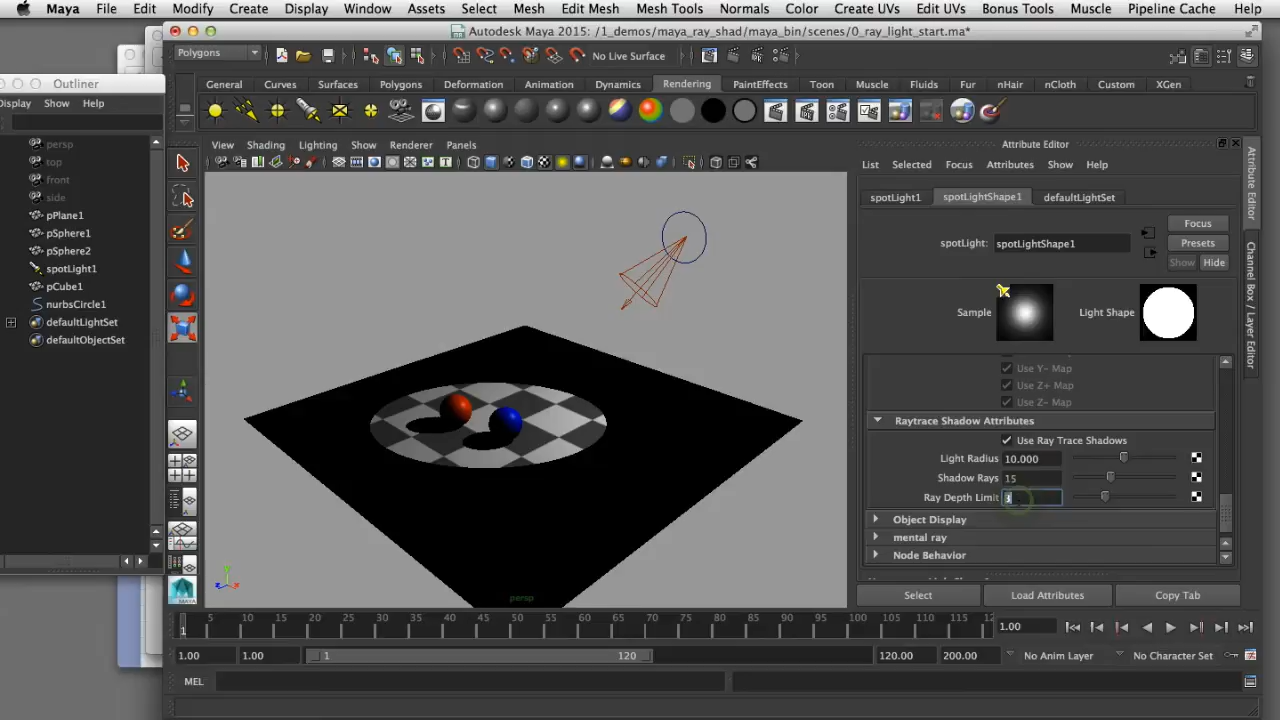 Maya File Edit Modify Create Display Window Assets Select Mesh Edit Mesh Mesh Tools Normals Color Create UVs Edit UVs Bonus Tools Muscle Pipeline Cache Help
Autodesk Maya 2015: /1_demos/maya_ray_shad/maya_bin/scenes/0_ray_light_start.ma*
Polygons
No Live Surface
General Curves Surfaces Polygons Deformation Animation Dynamics Rendering PaintEffects Toon Muscle Fluids Fur nHair nCloth Custom XGen
Outliner
Display Show Help
persp
top
front
side
pPlane1
pSphere1
pSphere2
spotLight1
pCube1
nurbsCircle1
defaultLightSet
defaultObjectSet
View Shading Lighting Show Renderer Panels
persp
MAYA
Attribute Editor
List Selected Focus Attributes Show Help
spotLight1 spotLightShape1 defaultLightSet
Focus
spotLight: spotLightShape1
Presets
Show Hide
Sample
Light Shape
Use Y- Map
Use Z+ Map
Use Z- Map
Raytrace Shadow Attributes
Use Ray Trace Shadows
Light Radius 10.000
Shadow Rays 15
Ray Depth Limit
Object Display
mental ray
Node Behavior
Select Load Attributes Copy Tab
Attribute Editor
Channel Box / Layer Editor
1 5 10 15 20 25 30 35 40 45 50 55 60 65 70 75 80 85 90 95 100 105 110 115 12
1.00
1.00 1.00 1 120 120.00 200.00 No Anim Layer No Character Set
MEL